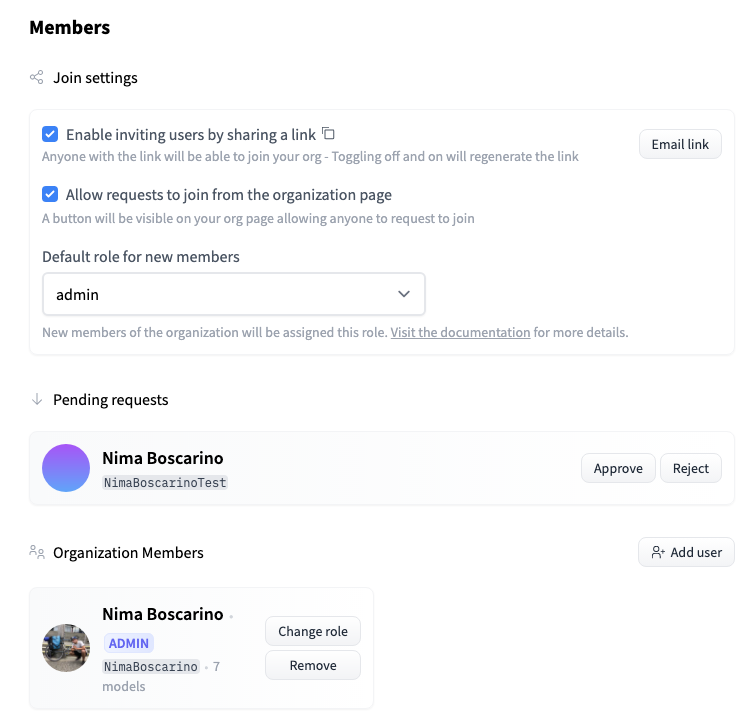 Members
Join settings
Enable inviting users by sharing a link
Email link
Anyone with the link will be able to join your org - Toggling off and on will regenerate the link
Allow requests to join from the organization page
A button will be visible on your org page allowing anyone to request to join
Default role for new members
admin
New members of the organization will be assigned this role. Visit the documentation for more details.
Pending requests
Nima Boscarino
NimaBoscarinoTest
Approve
Reject
Organization Members
Add user
Nima Boscarino •
ADMIN
NimaBoscarino • 7
models
Change role
Remove